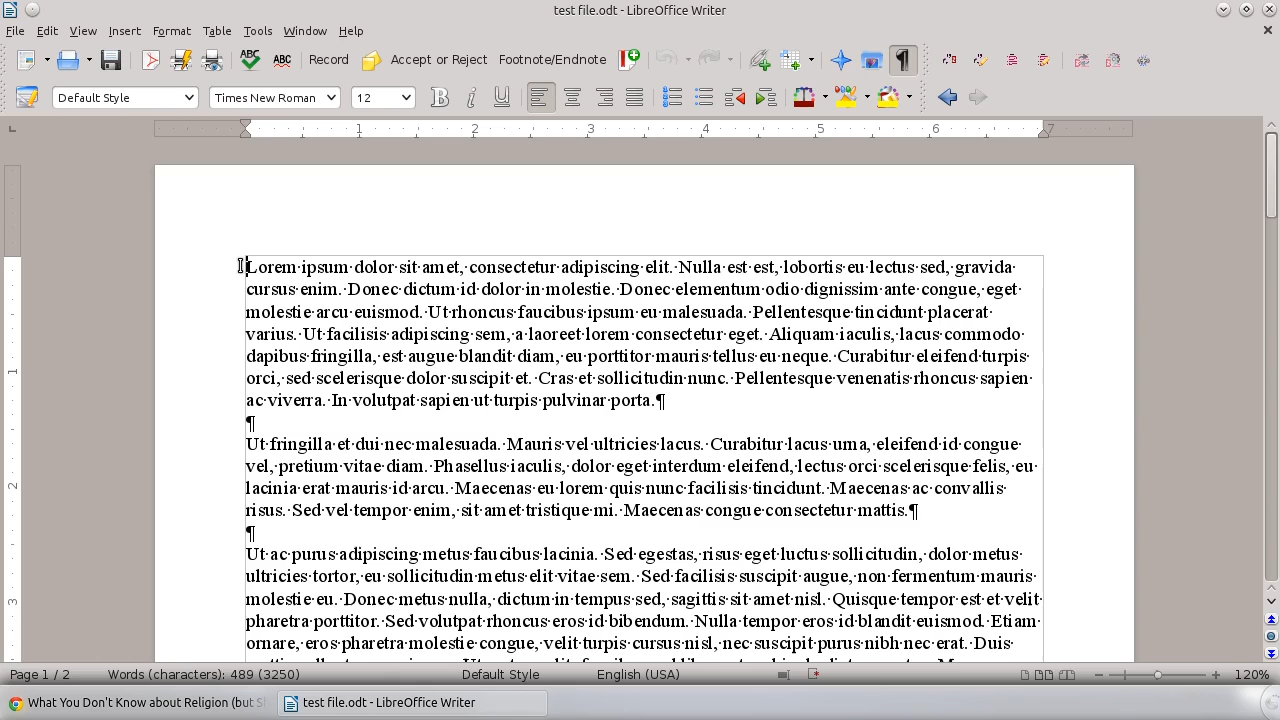 test file.odt - LibreOffice Writer
File Edit View Insert Format Table Tools Window Help
ABC ABC Record Accept or Reject Footnote/Endnote
Default Style Times New Roman 12 B i U
1 2 3 4 5 6 7
Lorem ipsum dolor sit amet, consectetur adipiscing elit. Nulla est est, lobortis eu lectus sed, gravida
cursus enim. Donec dictum id dolor in molestie. Donec elementum odio dignissim ante congue, eget
molestie arcu euismod. Ut rhoncus faucibus ipsum eu malesuada. Pellentesque tincidunt placerat
varius. Ut facilisis adipiscing sem, a laoreet lorem consectetur eget. Aliquam iaculis, lacus commodo
dapibus fringilla, est augue blandit diam, eu porttitor mauris tellus eu neque. Curabitur eleifend turpis
1
orci, sed scelerisque dolor suscipit et. Cras et sollicitudin nunc. Pellentesque venenatis rhoncus sapien
ac viverra. In volutpat sapien ut turpis pulvinar porta.¶
¶
Ut fringilla et dui nec malesuada. Mauris vel ultricies lacus. Curabitur lacus urna, eleifend id congue
vel, pretium vitae diam. Phasellus iaculis, dolor eget interdum eleifend, lectus orci scelerisque felis, eu
2
lacinia erat mauris id arcu. Maecenas eu lorem quis nunc facilisis tincidunt. Maecenas ac convallis
risus. Sed vel tempor enim, sit amet tristique mi. Maecenas congue consectetur mattis.¶
¶
Ut ac purus adipiscing metus faucibus lacinia. Sed egestas, risus eget luctus sollicitudin, dolor metus
ultricies tortor, eu sollicitudin metus elit vitae sem. Sed facilisis suscipit augue, non fermentum mauris
3
molestie eu. Donec metus nulla, dictum in tempus sed, sagittis sit amet nisl. Quisque tempor est et velit
pharetra porttitor. Sed volutpat rhoncus eros id bibendum. Nulla tempor eros id blandit euismod. Etiam
ornare, eros pharetra molestie congue, velit turpis cursus nisl, nec suscipit purus nibh nec erat. Duis
Page 1 / 2 Words (characters): 489 (3250) Default Style English (USA) 120%
What You Don't Know about Religion (but test file.odt - LibreOffice Writer